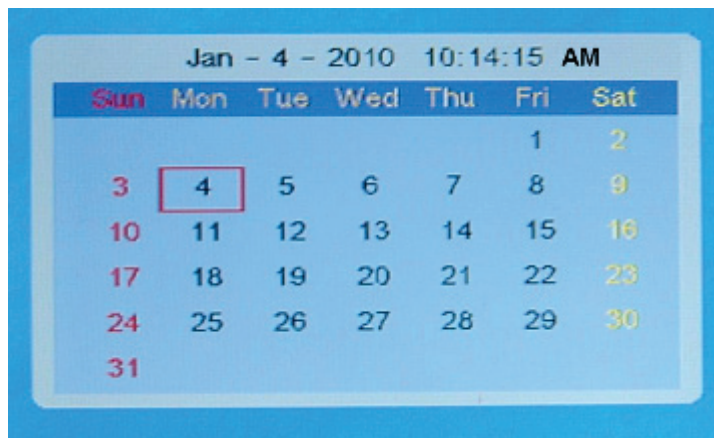 Jan - 4 - 2010 10:14:15 AM
Sun Mon Tue Wed Thu Fri Sat
1 2
3 4 5 6 7 8 9
10 11 12 13 14 15 16
17 18 19 20 21 22 23
24 25 26 27 28 29 30
31